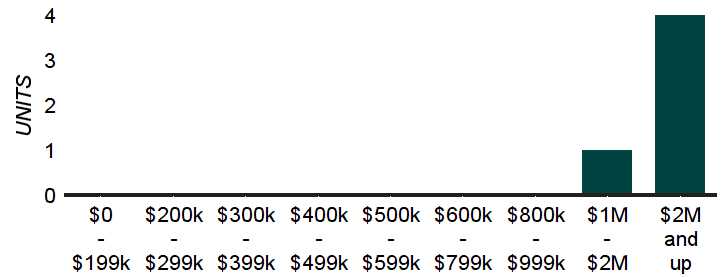 4
3
2
1
0
UNITS
$0 $200k $300k $400k $500k $600k $800k $1M $2M
- - - - - - - - and
$199k $299k $399k $499k $599k $799k $999k $2M up